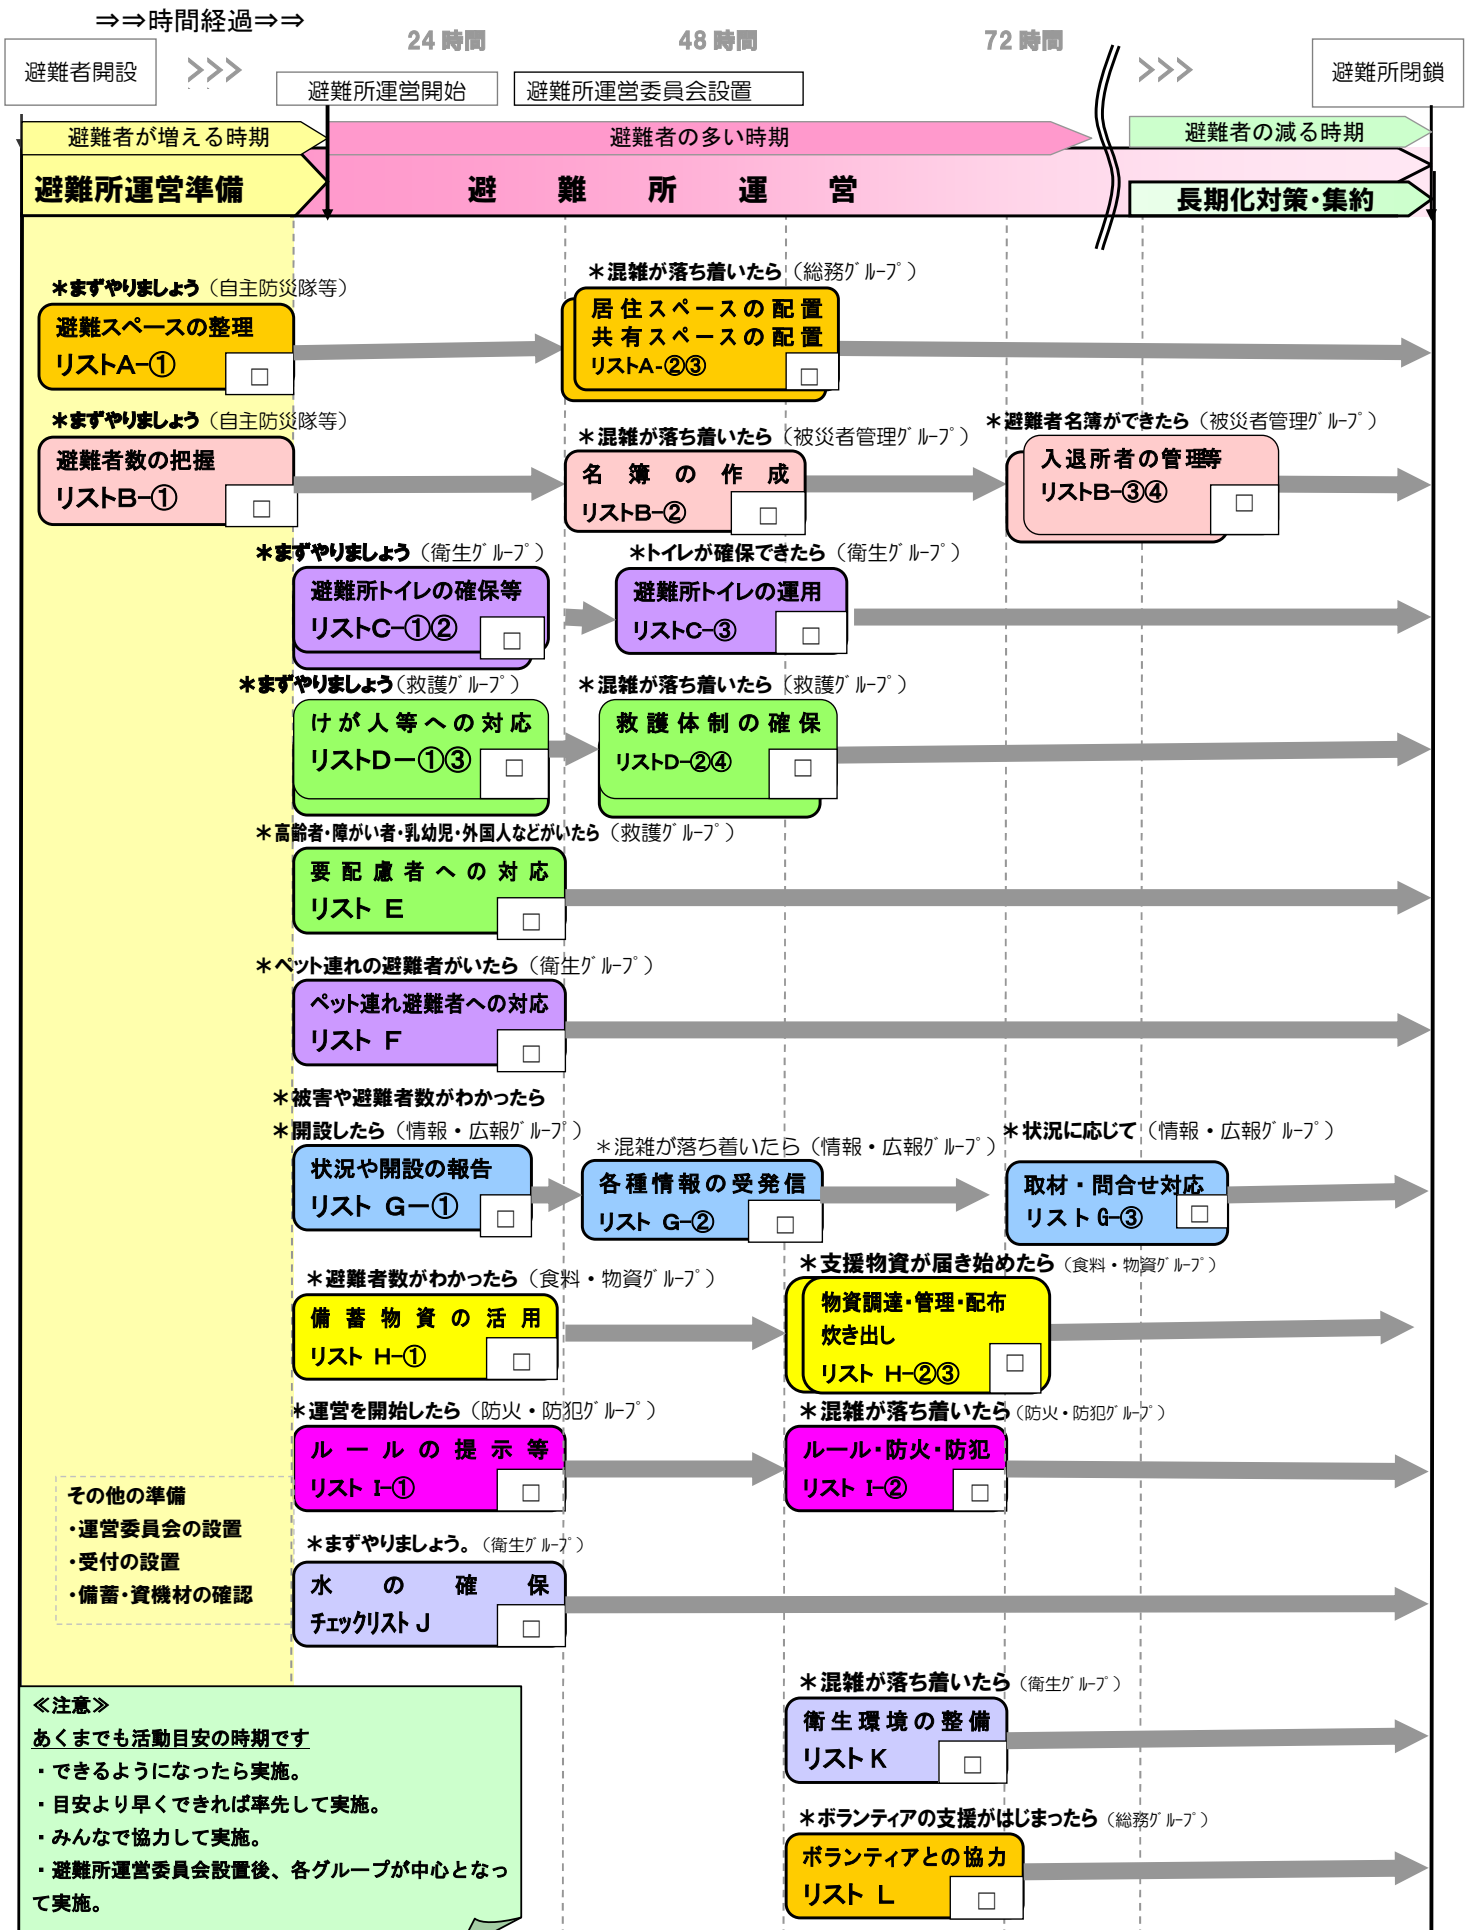 ⇒⇒時間経過⇒⇒
24 時間
48 時間
72 時間
避難者開設
>>>
避難所運営開始
避難所運営委員会設置
>>>
避難所閉鎖
避難者が増える時期
避難者の多い時期
避難者の減る時期
避難所運営準備
避難所運営
長期化対策・集約
＊まずやりましょう（自主防災隊等）
避難スペースの整理
リストA-①
□
＊混雑が落ち着いたら（総務グループ）
居住スペースの配置
共有スペースの配置
リストA-②③
□
＊まずやりましょう（自主防災隊等）
避難者数の把握
リストB-①
□
＊混雑が落ち着いたら（被災者管理グループ）
名簿の作成
リストB-②
□
＊避難者名簿ができたら（被災者管理グループ）
入退所者の管理等
リストB-③④
□
＊まずやりましょう（衛生グループ）
避難所トイレの確保等
リストC-①②
□
＊トイレが確保できたら（衛生グループ）
避難所トイレの運用
リストC-③
□
＊まずやりましょう（救護グループ）
けが人等への対応
リストD－①③
□
＊混雑が落ち着いたら（救護グループ）
救護体制の確保
リストD-②④
□
＊高齢者・障がい者・乳幼児・外国人などがいたら（救護グループ）
要配慮者への対応
リスト E
□
＊ペット連れの避難者がいたら（衛生グループ）
ペット連れ避難者への対応
リスト F
□
＊被害や避難者数がわかったら
＊開設したら（情報・広報グループ）
状況や開設の報告
リスト G－①
□
＊混雑が落ち着いたら（情報・広報グループ）
各種情報の受発信
リスト G-②
□
＊状況に応じて（情報・広報グループ）
取材・問合せ対応
リスト G-③
□
＊避難者数がわかったら（食料・物資グループ）
備蓄物資の活用
リスト H-①
□
＊支援物資が届き始めたら（食料・物資グループ）
物資調達・管理・配布
炊き出し
リスト H-②③
□
＊運営を開始したら（防火・防犯グループ）
ルールの提示等
リスト I-①
□
＊混雑が落ち着いたら（防火・防犯グループ）
ルール・防火・防犯
リスト I-②
□
その他の準備
・運営委員会の設置
・受付の設置
・備蓄・資機材の確認
＊まずやりましょう。（衛生グループ）
水の確保
チェックリスト J
□
＊混雑が落ち着いたら（衛生グループ）
衛生環境の整備
リスト K
□
＊ボランティアの支援がはじまったら（総務グループ）
ボランティアとの協力
リスト L
□
≪注意≫
あくまでも活動目安の時期です
・できるようになったら実施。
・目安より早くできれば率先して実施。
・みんなで協力して実施。
・避難所運営委員会設置後、各グループが中心となっ
て実施。